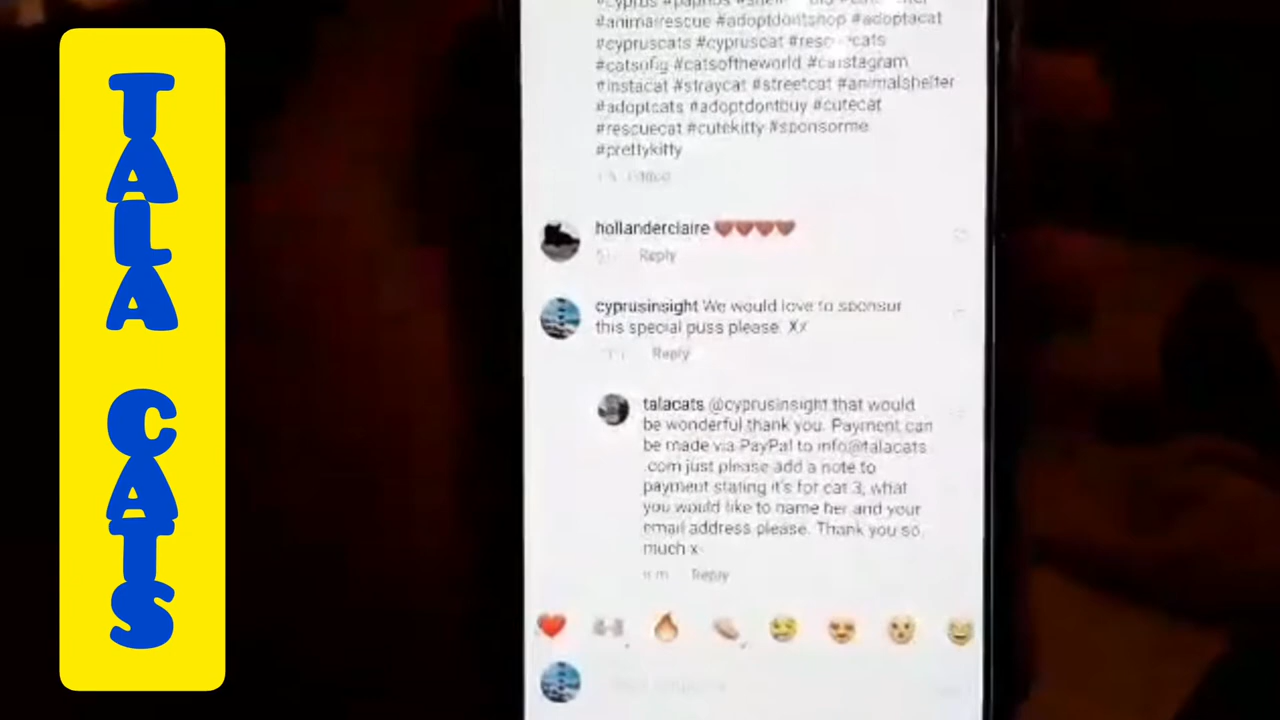 TALA CATS
#animalrescue #adoptdontshop #adoptacat
#cypruscats #cypruscat #rescuecats
#catsofig #catsoftheworld #catstagram
#instacat #straycat #streetcat #animalshelter
#adoptcats #adoptdontbuy #cutecat
#rescuecat #cutekitty #sponsorme
#prettykitty
hollanderclaire ❤❤❤❤
Reply
cyprusinsight We would love to sponsor
this special puss please. Xx
Reply
talacats @cyprusinsight that would
be wonderful thank you. Payment can
be made via PayPal to info@talacats
.com just please add a note to
payment stating it's for cat 3, what
you would like to name her and your
email address please. Thank you so
much x
Reply